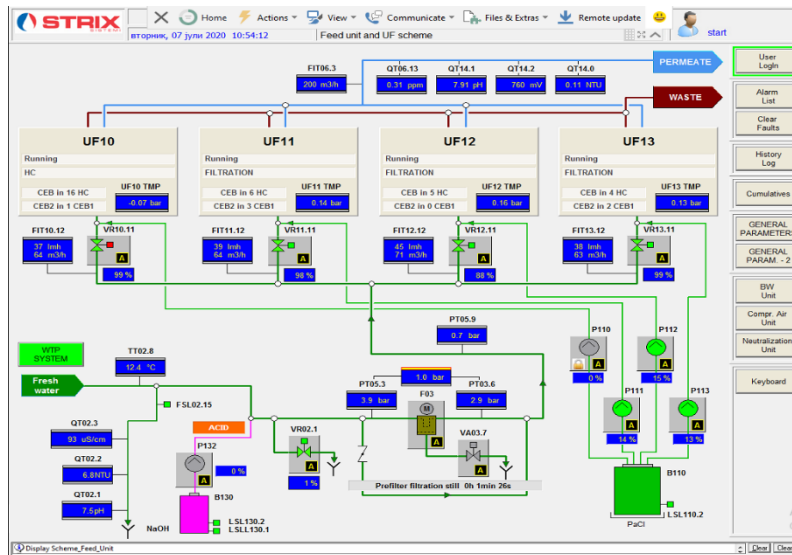 STRIX
SISTEMI
Home
Actions
View
Communicate
Files & Extras
Remote update
вторник, 07 јули 2020 10:54:12
Feed unit and UF scheme
start
PERMEATE
WASTE
FIT06.3
200 m3/h
QT06.13
0.31 ppm
QT14.1
7.91 pH
QT14.2
760 mV
QT14.0
0.11 NTU
User
LogIn
Alarm
List
Clear
Faults
History
Log
Cumulatives
GENERAL
PARAMETERS
GENERAL
PARAM. - 2
BW
Unit
Compr. Air
Unit
Neutralization
Unit
Keyboard
UF10
Running
HC
CEB in 16 HC
CEB2 in 1 CEB1
UF10 TMP
-0.07 bar
UF11
Running
FILTRATION
CEB in 6 HC
CEB2 in 3 CEB1
UF11 TMP
0.14 bar
UF12
Running
FILTRATION
CEB in 5 HC
CEB2 in 0 CEB1
UF12 TMP
0.16 bar
UF13
Running
FILTRATION
CEB in 4 HC
CEB2 in 2 CEB1
UF13 TMP
0.13 bar
FIT10.12
37 lmh
64 m3/h
VR10.11
A
99 %
FIT11.12
39 lmh
64 m3/h
VR11.11
A
98 %
FIT12.12
45 lmh
71 m3/h
VR12.11
A
88 %
FIT13.12
38 lmh
63 m3/h
VR13.11
A
99 %
WTP
SYSTEM
Fresh
water
TT02.8
12.4 °C
FSL02.15
QT02.3
93 uS/cm
QT02.2
6.8NTU
QT02.1
7.5pH
ACID
P132
A
0 %
B130
NaOH
LSL130.2
LSLL130.1
VR02.1
A
1 %
PT05.9
0.7 bar
1.0 bar
PT05.3
3.9 bar
F03
M
A
PT03.6
2.9 bar
VA03.7
A
Prefilter filtration still 0h 1min 26s
P110
A
0 %
P112
A
15 %
P111
A
14 %
P113
A
13 %
B110
LSL110.2
PaCl
Display Scheme_Feed_Unit
Clear
Clear